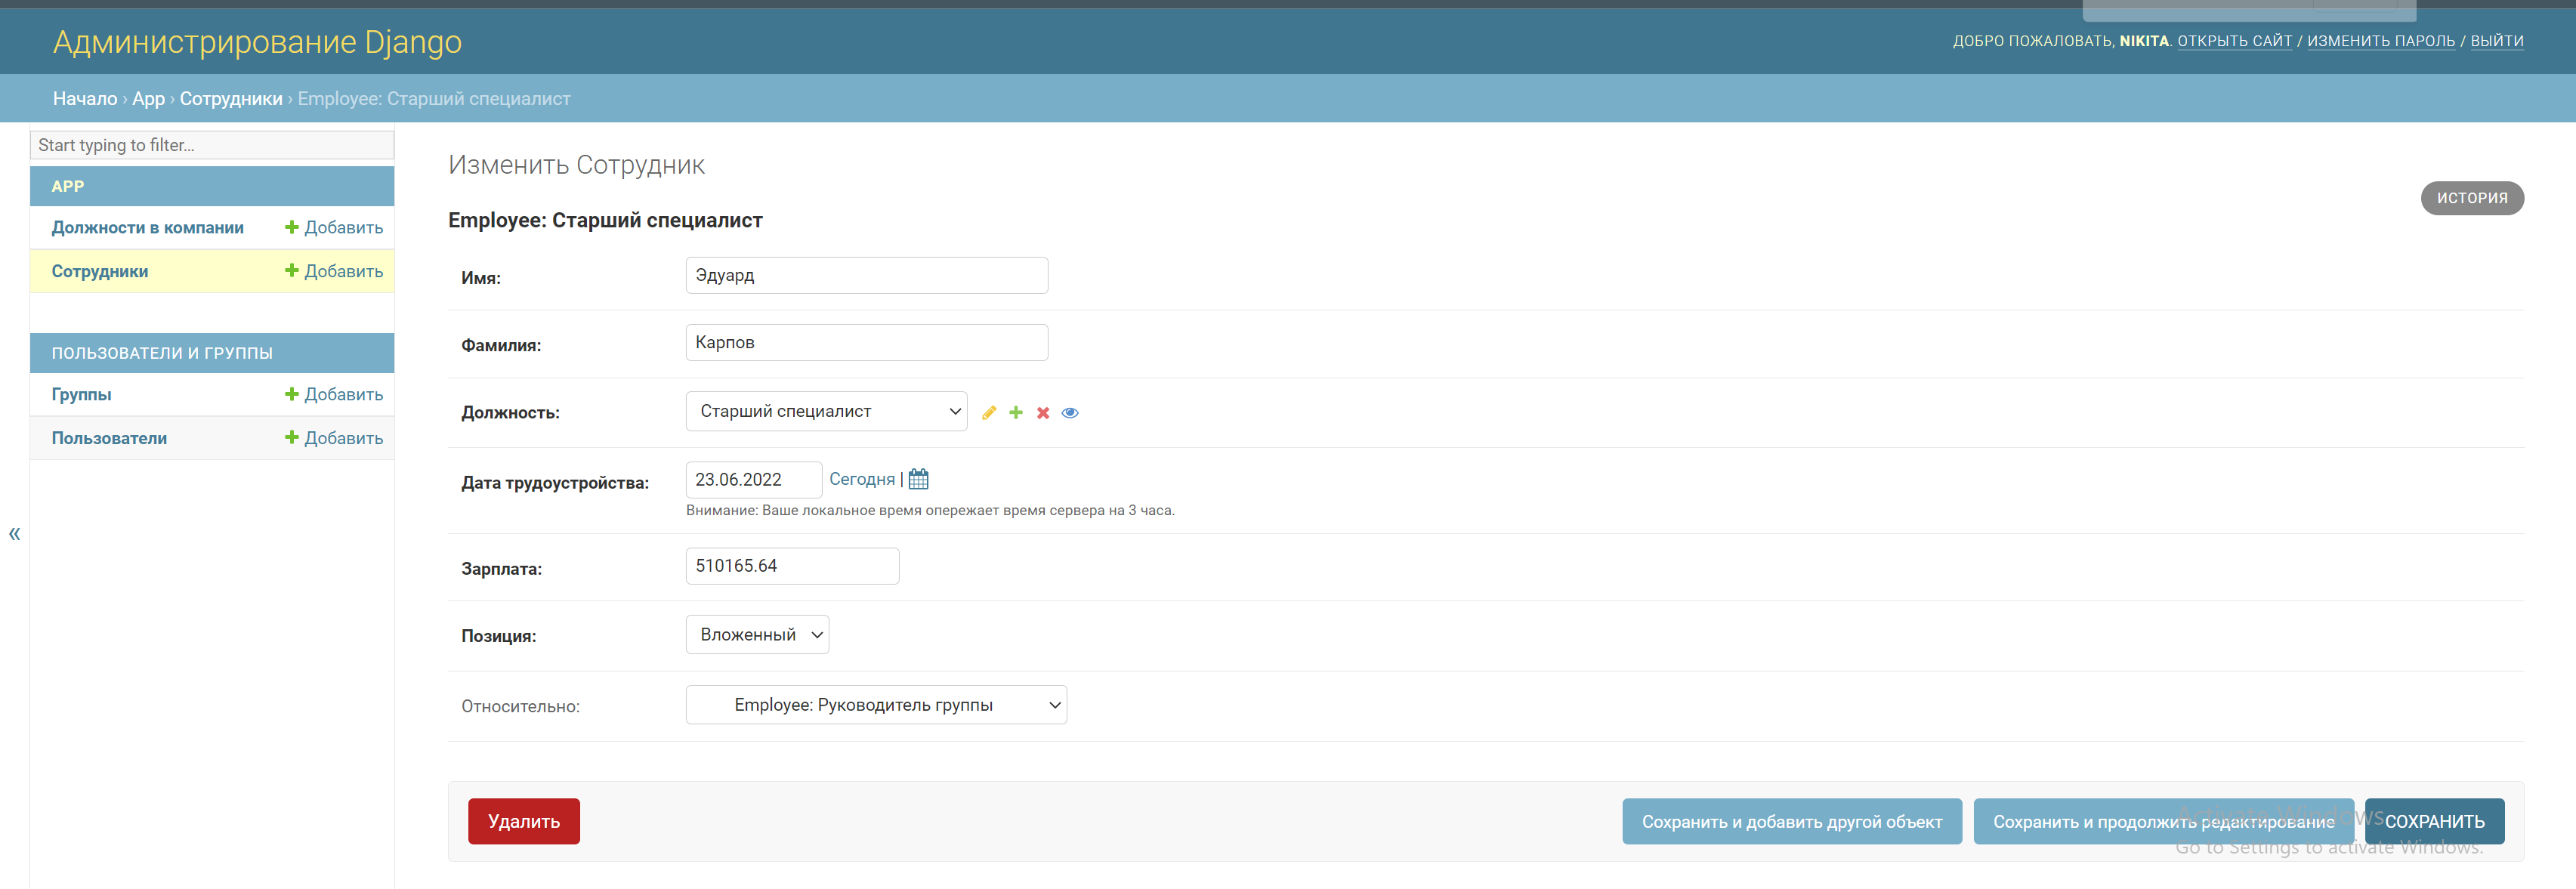 Администрирование Django
ДОБРО ПОЖАЛОВАТЬ, NIKITA. ОТКРЫТЬ САЙТ / ИЗМЕНИТЬ ПАРОЛЬ / ВЫЙТИ
Начало › App › Сотрудники › Employee: Старший специалист
Start typing to filter...
APP
Должности в компании + Добавить
Сотрудники + Добавить
ПОЛЬЗОВАТЕЛИ И ГРУППЫ
Группы + Добавить
Пользователи + Добавить
«
Изменить Сотрудник
ИСТОРИЯ
Employee: Старший специалист
Имя: Эдуард
Фамилия: Карпов
Должность: Старший специалист
Дата трудоустройства: 23.06.2022 Сегодня |
Внимание: Ваше локальное время опережает время сервера на 3 часа.
Зарплата: 510165.64
Позиция: Вложенный
Относительно: Employee: Руководитель группы
Удалить
Сохранить и добавить другой объект
Сохранить и продолжить редактирование
СОХРАНИТЬ
Activate Windows
Go to Settings to activate Windows.